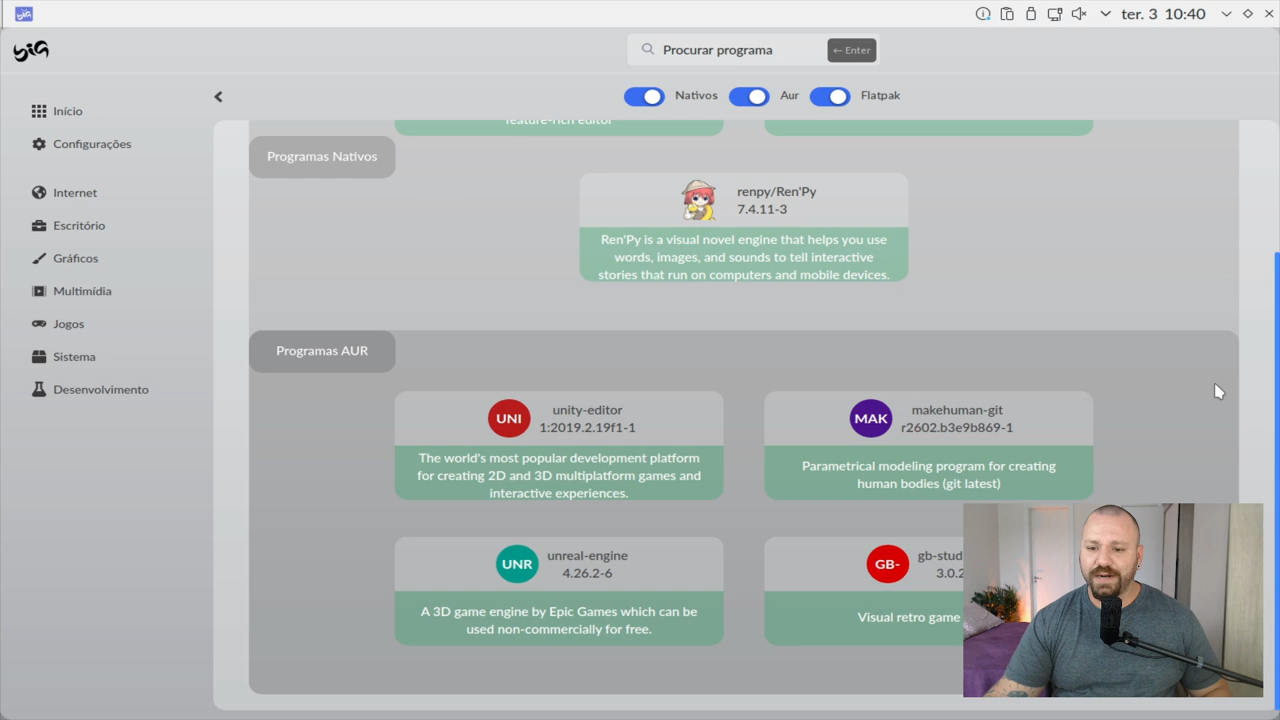 ter. 3 10:40
Procurar programa
← Enter
Nativos
Aur
Flatpak
Início
Configurações
Internet
Escritório
Gráficos
Multimídia
Jogos
Sistema
Desenvolvimento
feature-rich editor
Programas Nativos
renpy/Ren'Py
7.4.11-3
Ren'Py is a visual novel engine that helps you use
words, images, and sounds to tell interactive
stories that run on computers and mobile devices.
Programas AUR
UNI
unity-editor
1:2019.2.19f1-1
The world's most popular development platform
for creating 2D and 3D multiplatform games and
interactive experiences.
MAK
makehuman-git
r2602.b3e9b869-1
Parametrical modeling program for creating
human bodies (git latest)
UNR
unreal-engine
4.26.2-6
A 3D game engine by Epic Games which can be
used non-commercially for free.
GB-
gb-stud
3.0.2
Visual retro game